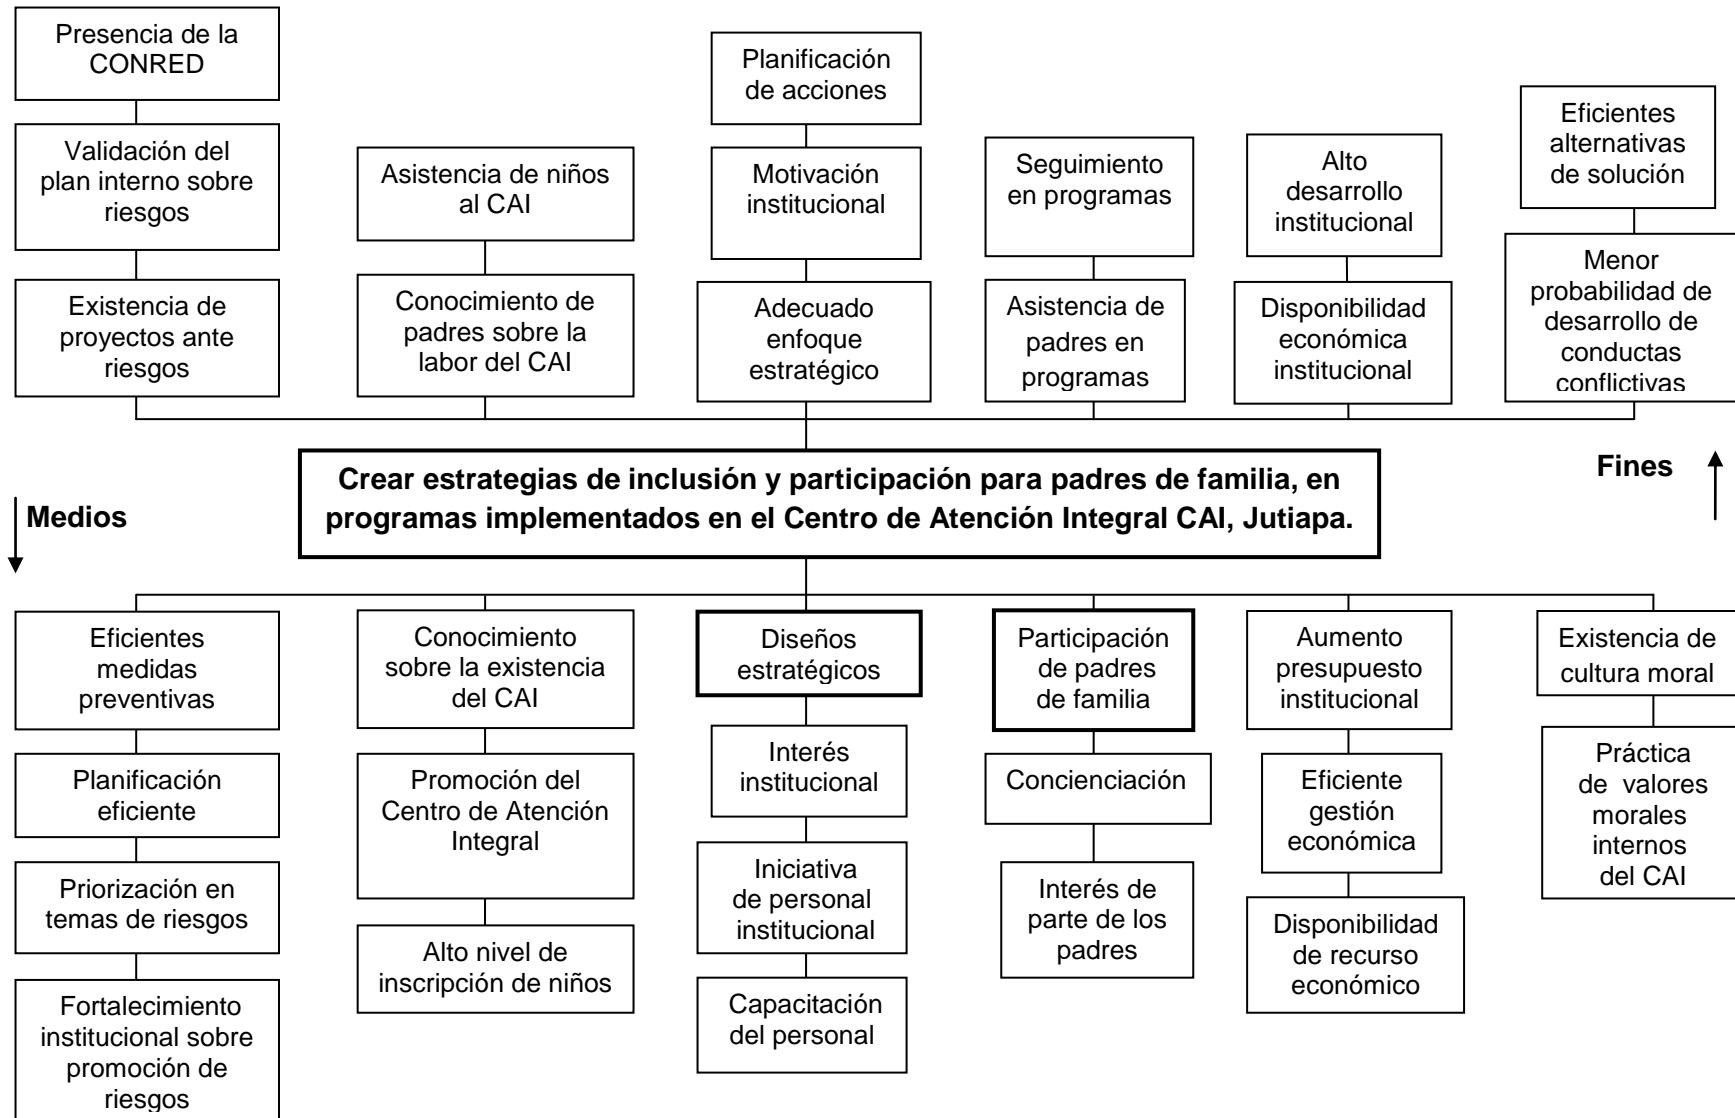 Presencia de la
CONRED
Validación del
plan interno sobre
riesgos
Existencia de
proyectos ante
riesgos
Asistencia de niños
al CAI
Conocimiento de
padres sobre la
labor del CAI
Planificación
de acciones
Motivación
institucional
Adecuado
enfoque
estratégico
Seguimiento
en programas
Asistencia de
padres en
programas
Alto
desarrollo
institucional
Disponibilidad
económica
institucional
Eficientes
alternativas
de solución
Menor
probabilidad de
desarrollo de
conductas
conflictivas
Crear estrategias de inclusión y participación para padres de familia, en
programas implementados en el Centro de Atención Integral CAI, Jutiapa.
Fines
Medios
Eficientes
medidas
preventivas
Planificación
eficiente
Priorización en
temas de riesgos
Fortalecimiento
institucional sobre
promoción de
riesgos
Conocimiento
sobre la existencia
del CAI
Promoción del
Centro de Atención
Integral
Alto nivel de
inscripción de niños
Diseños
estratégicos
Interés
institucional
Iniciativa
de personal
institucional
Capacitación
del personal
Participación
de padres
de familia
Concienciación
Interés de
parte de los
padres
Aumento
presupuesto
institucional
Eficiente
gestión
económica
Disponibilidad
de recurso
económico
Existencia de
cultura moral
Práctica
de valores
morales
internos
del CAI